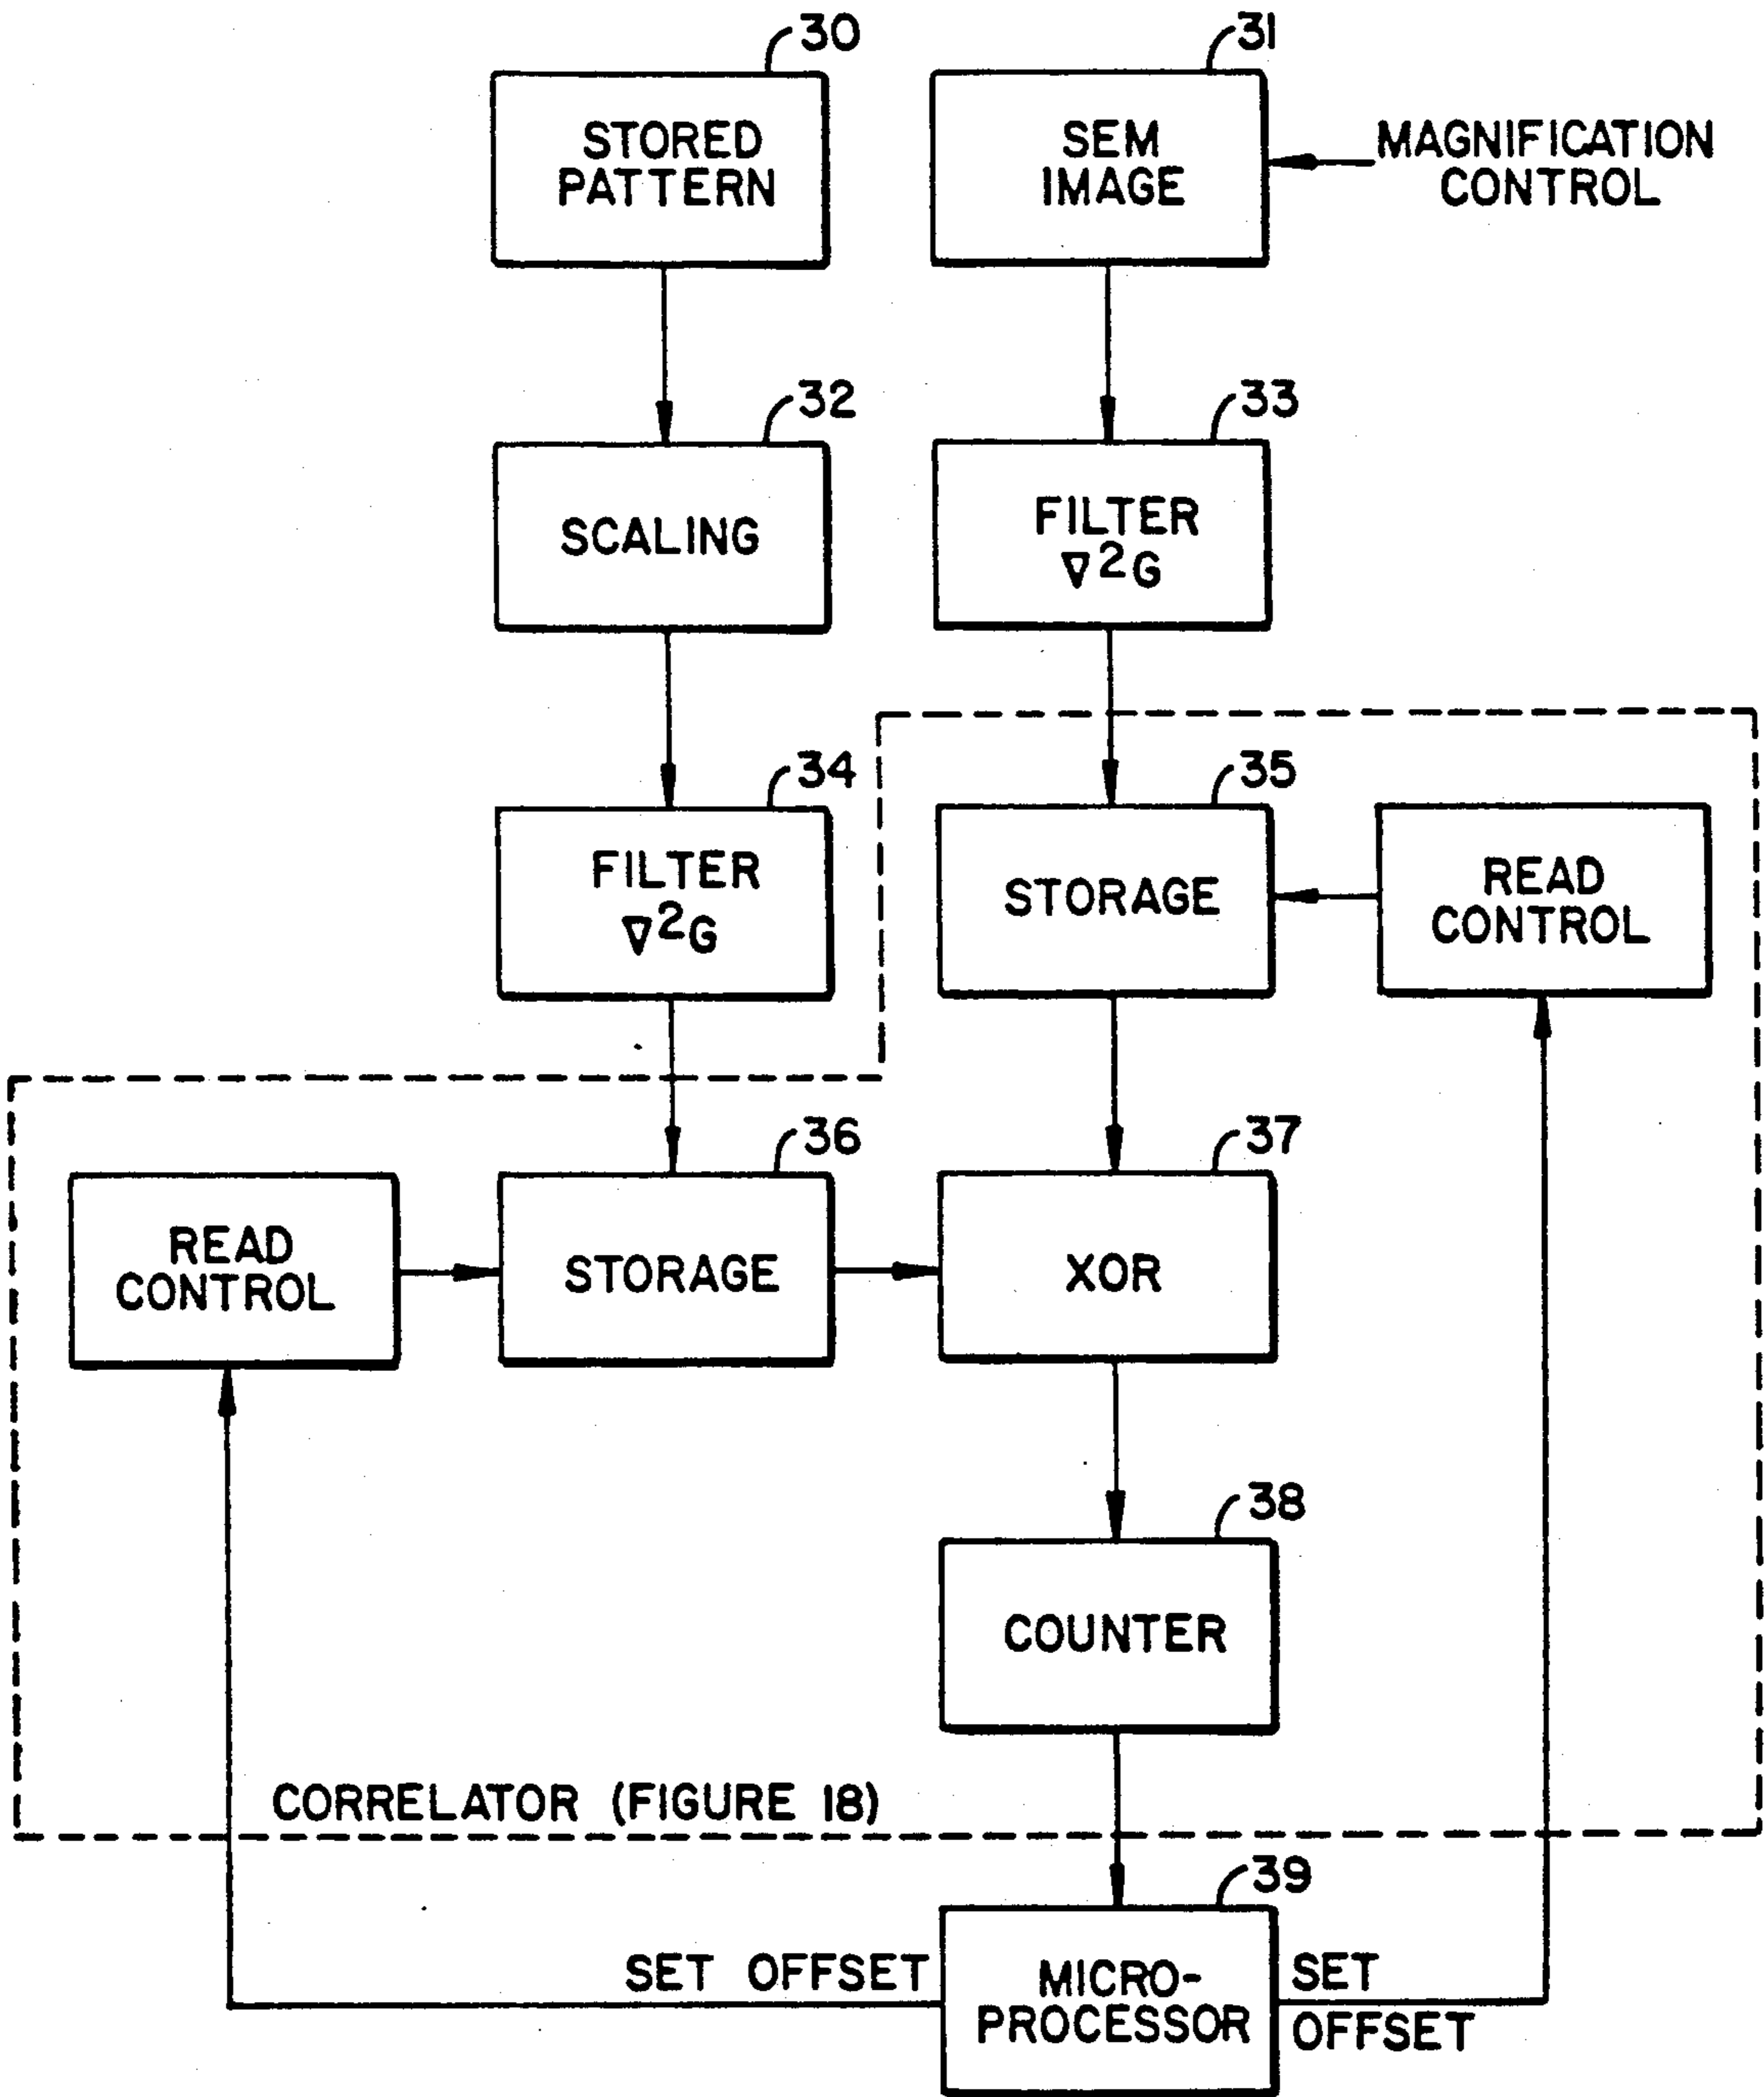 30
31
STORED
PATTERN
SEM
IMAGE
MAGNIFICATION
CONTROL
32
33
SCALING
FILTER
∇²G
34
35
FILTER
∇²G
STORAGE
READ
CONTROL
36
37
READ
CONTROL
STORAGE
XOR
38
COUNTER
CORRELATOR (FIGURE 18)
39
SET OFFSET
MICRO-
PROCESSOR
SET
OFFSET